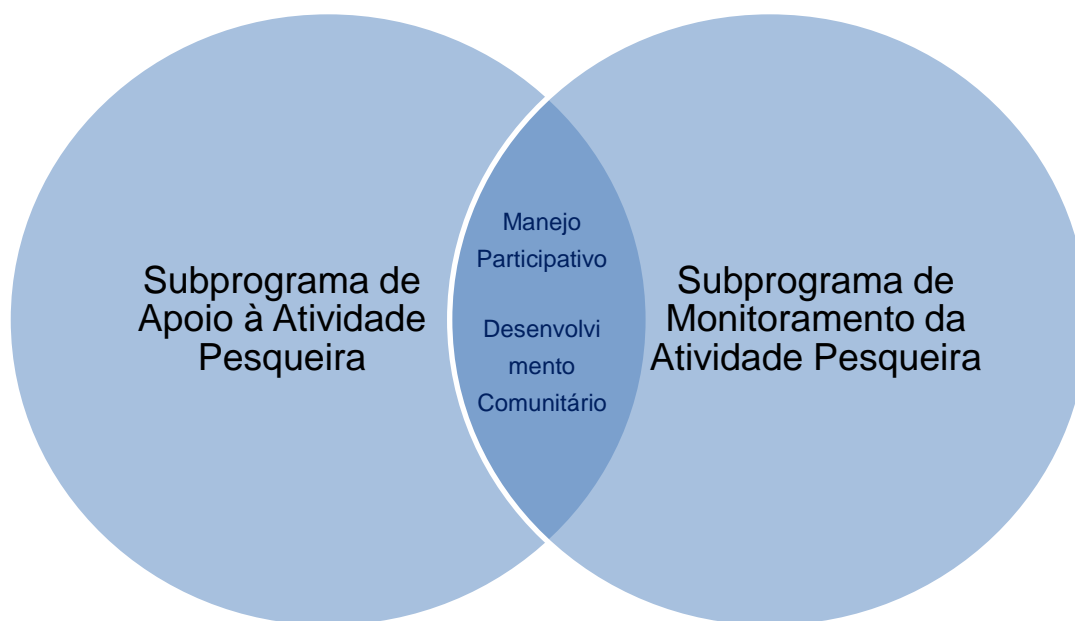 Subprograma de
Apoio à Atividade
Pesqueira
Manejo
Participativo
Desenvolvi
mento
Comunitário
Subprograma de
Monitoramento da
Atividade Pesqueira